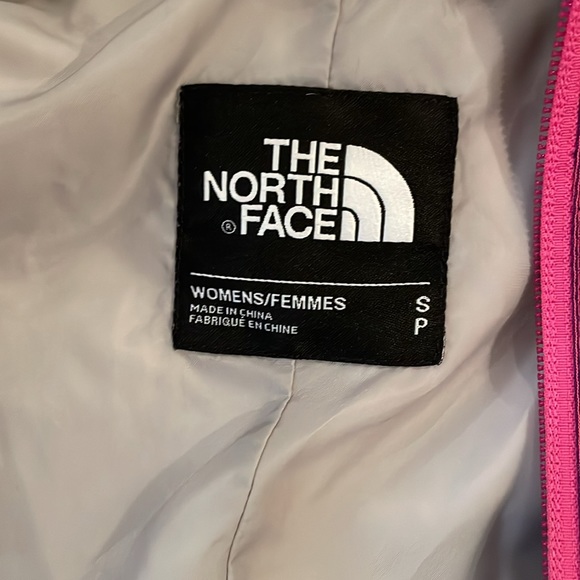 THE
NORTH
® FACE
WOMENS/FEMMES S
MADE IN CHINA
FABRIQUÉ EN CHINE P